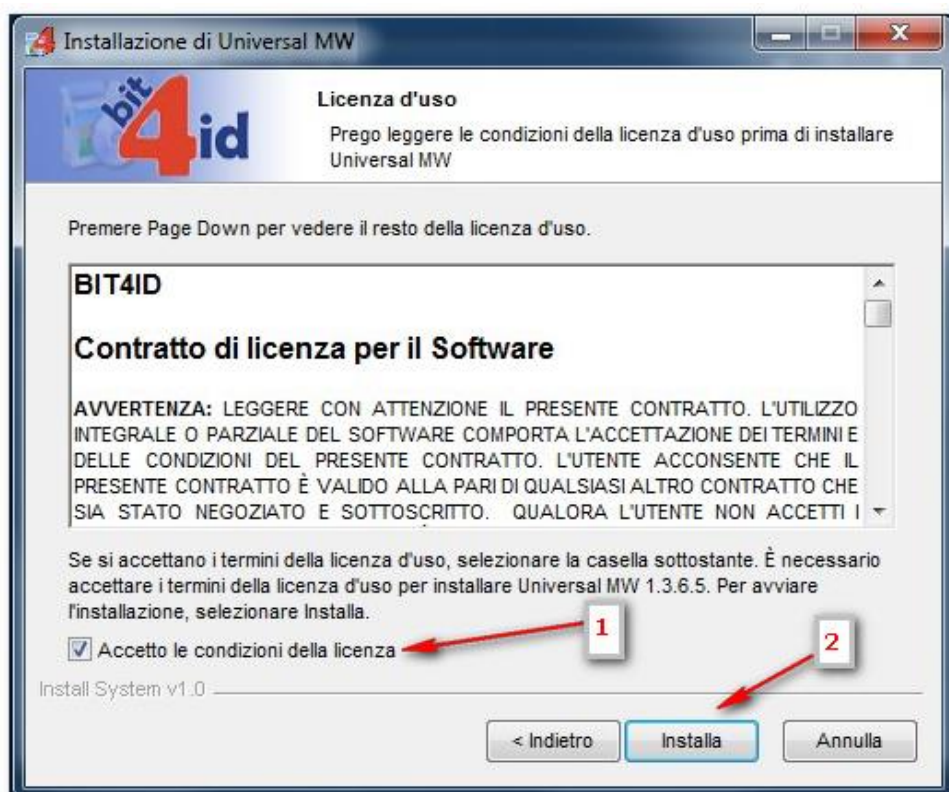 Installazione di Universal MW
bit4id
Licenza d'uso
Prego leggere le condizioni della licenza d'uso prima di installare
Universal MW
Premere Page Down per vedere il resto della licenza d'uso.
BIT4ID
Contratto di licenza per il Software
AVVERTENZA: LEGGERE CON ATTENZIONE IL PRESENTE CONTRATTO. L'UTILIZZO
INTEGRALE O PARZIALE DEL SOFTWARE COMPORTA L'ACCETTAZIONE DEI TERMINI E
DELLE CONDIZIONI DEL PRESENTE CONTRATTO. L'UTENTE ACCONSENTE CHE IL
PRESENTE CONTRATTO È VALIDO ALLA PARI DI QUALSIASI ALTRO CONTRATTO CHE
SIA STATO NEGOZIATO E SOTTOSCRITTO. QUALORA L'UTENTE NON ACCETTI I
Se si accettano i termini della licenza d'uso, selezionare la casella sottostante. È necessario
accettare i termini della licenza d'uso per installare Universal MW 1.3.6.5. Per avviare
l'installazione, selezionare Installa.
1
Accetto le condizioni della licenza
2
Install System v1.0
< Indietro
Installa
Annulla